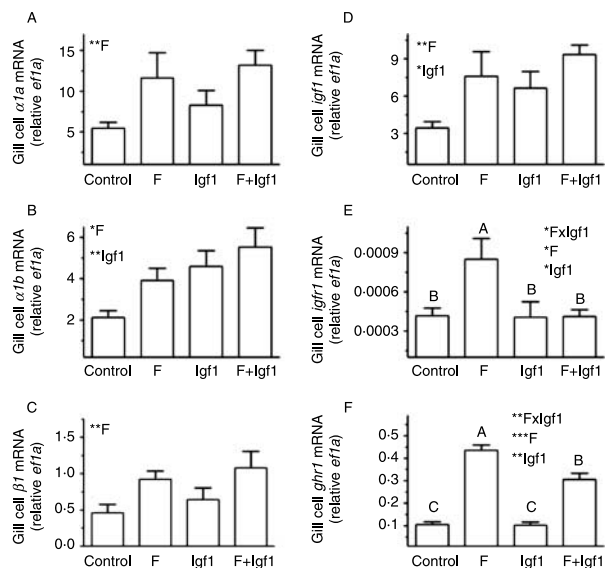 A
Gill cell α1a mRNA
(relative ef1a)
**F
15
10
5
Control F Igf1 F+Igf1
B
Gill cell α1b mRNA
(relative ef1a)
*F
**Igf1
6
4
2
Control F Igf1 F+Igf1
C
Gill cell β1 mRNA
(relative ef1a)
**F
1·5
1·0
0·5
0·0
Control F Igf1 F+Igf1
D
Gill cell igf1 mRNA
(relative ef1a)
**F
*Igf1
9
6
3
Control F Igf1 F+Igf1
E
Gill cell igfr1 mRNA
(relative ef1a)
*FxIgf1
*F
*Igf1
0·0009
0·0006
0·0003
B A B B
Control F Igf1 F+Igf1
F
Gill cell ghr1 mRNA
(relative ef1a)
**FxIgf1
***F
**Igf1
0·5
0·4
0·3
0·2
0·1
C A C B
Control F Igf1 F+Igf1